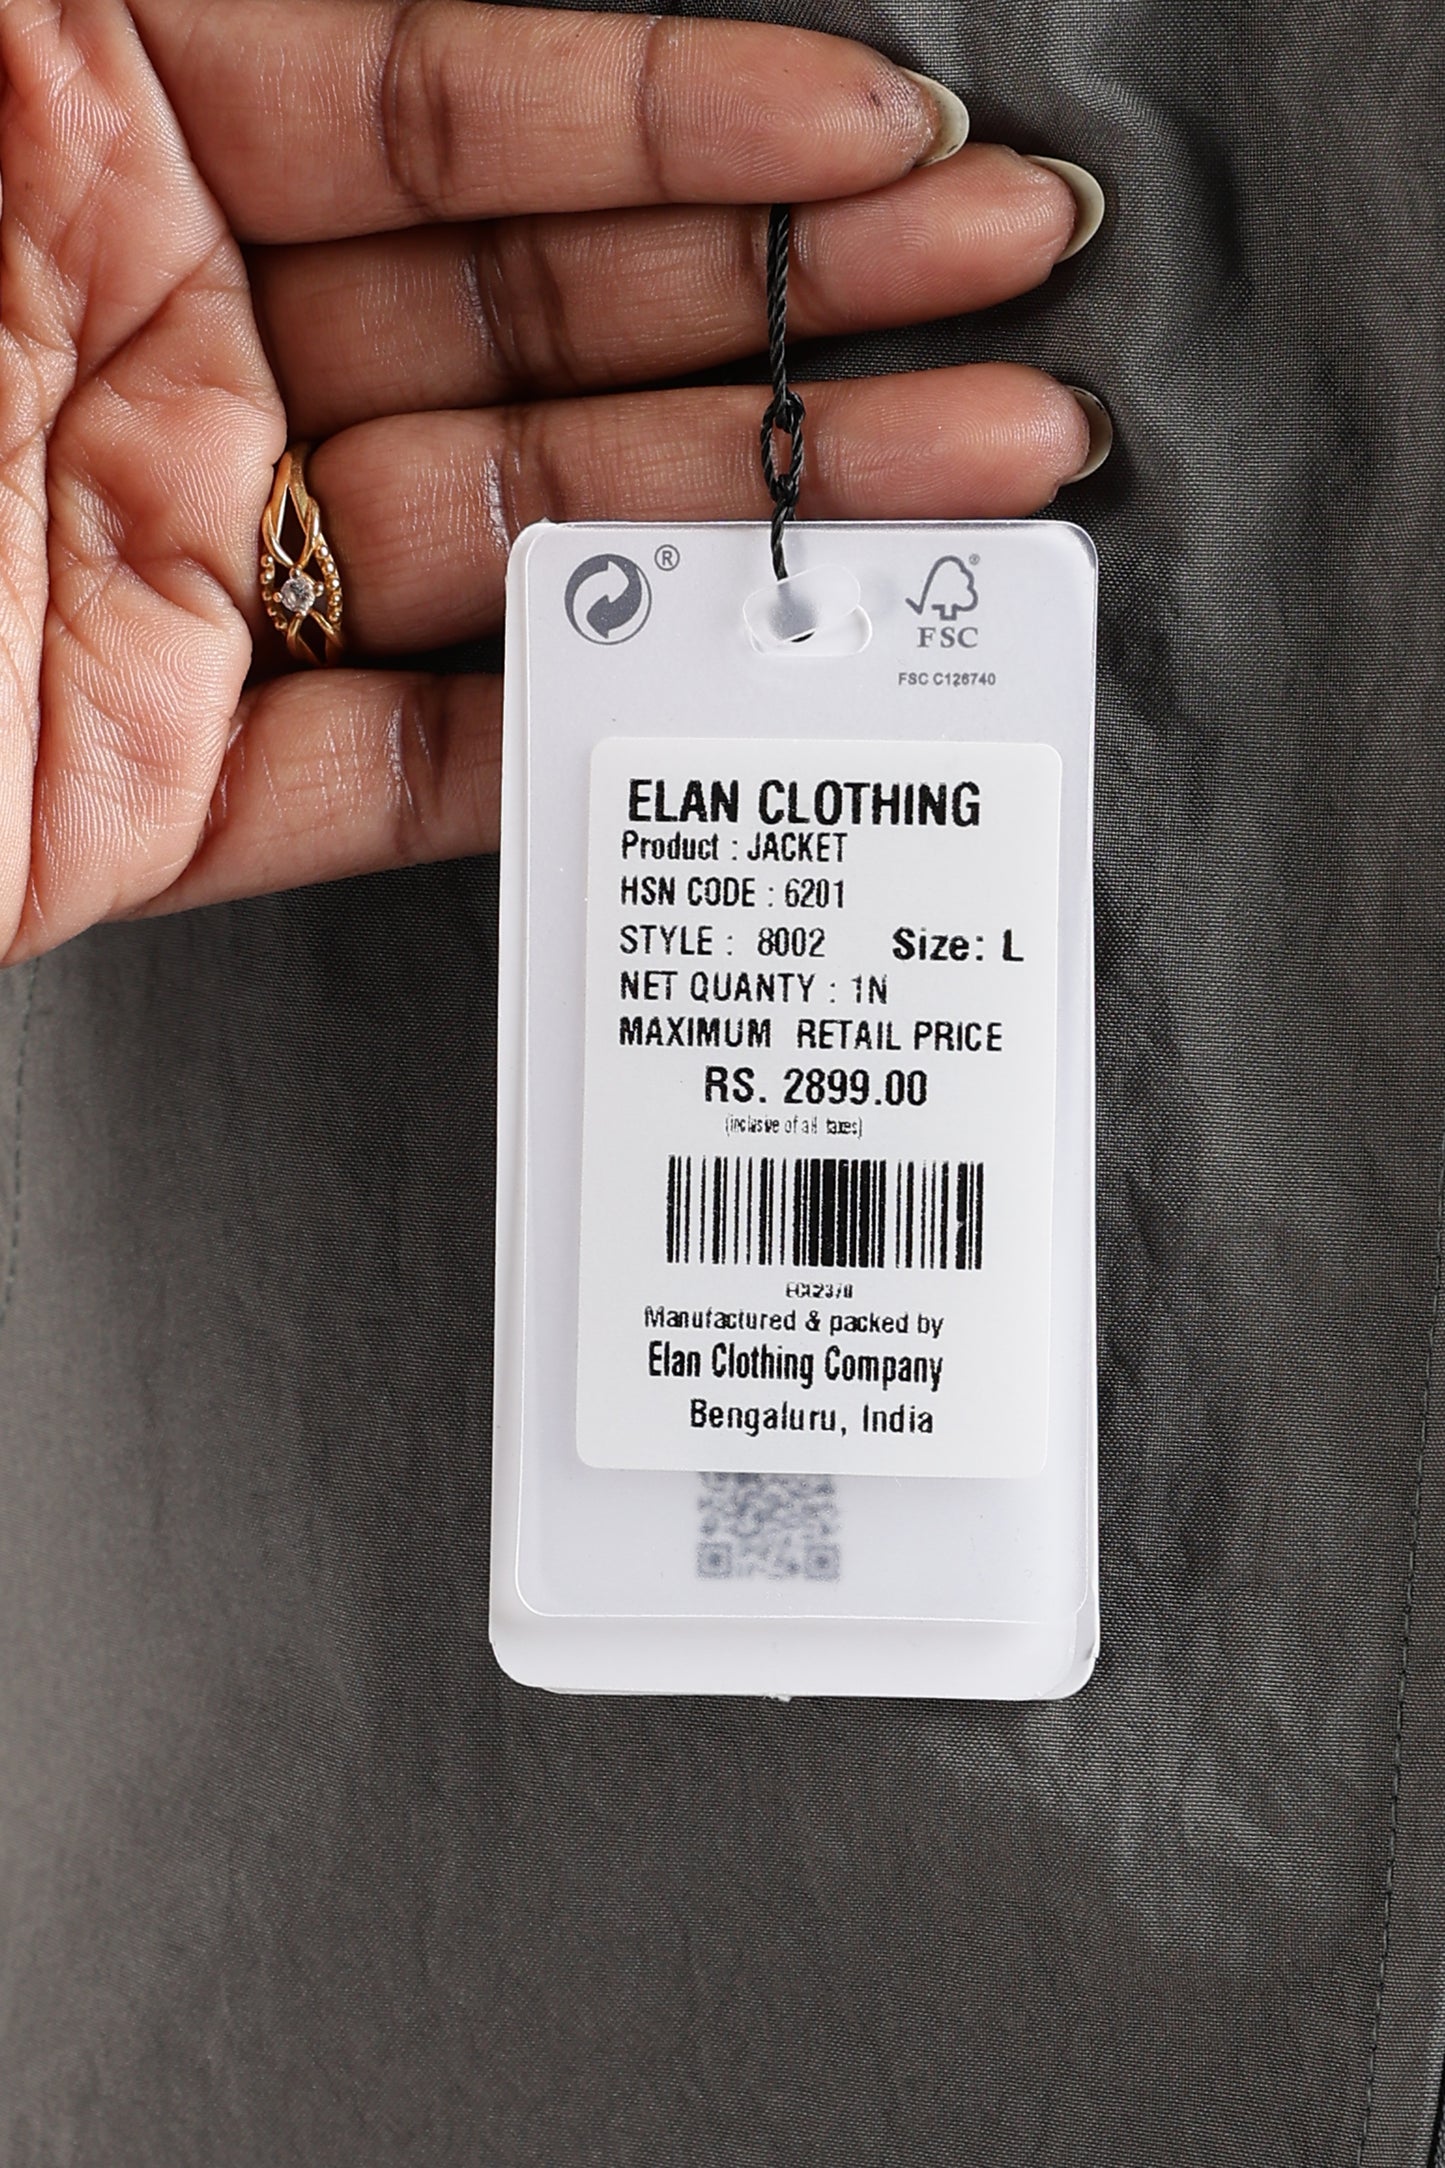 ®
®
FSC
FSC C126740
ELAN CLOTHING
Product : JACKET
HSN CODE : 6201
STYLE : 8002 Size: L
NET QUANTY : 1N
MAXIMUM RETAIL PRICE
RS. 2899.00
(inclusive of all taxes)
Manufactured & packed by
Elan Clothing Company
Bengaluru, India